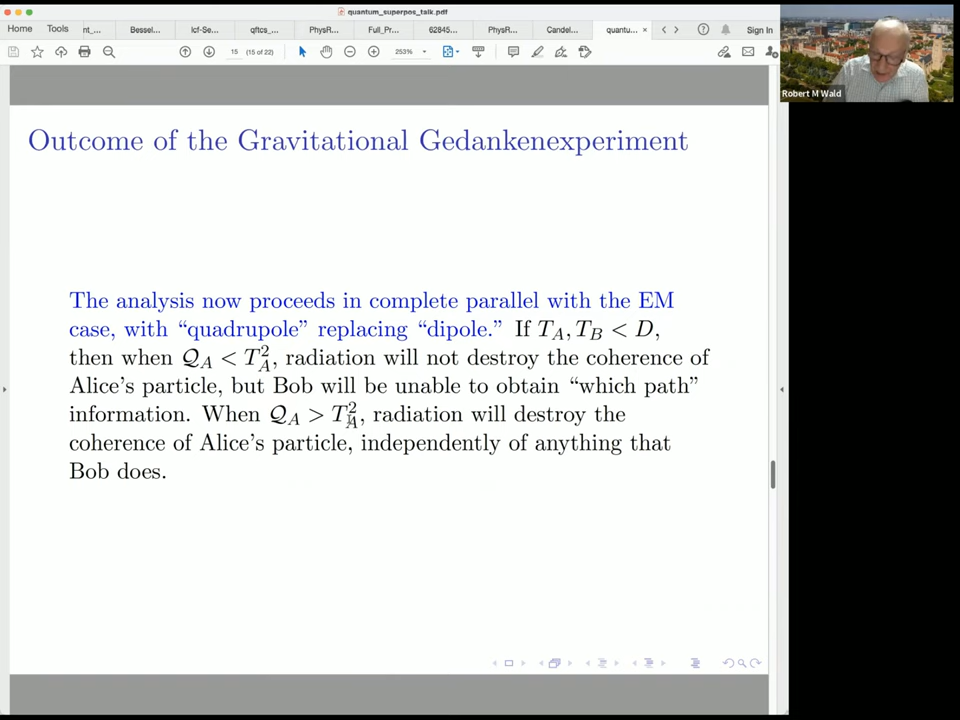 quantum_superpos_talk.pdf
Home Tools nt_... Bessel... lcf-Se... qftcs_... PhysR... Full_Pr... 62845... PhysR... Candel... quantu... × Sign In
15 (15 of 22) 253%
Robert M Wald
Outcome of the Gravitational Gedankenexperiment
The analysis now proceeds in complete parallel with the EM
case, with “quadrupole” replacing “dipole.” If T_A, T_B < D,
then when Q_A < T_A^2, radiation will not destroy the coherence of
Alice’s particle, but Bob will be unable to obtain “which path”
information. When Q_A > T_A^2, radiation will destroy the
coherence of Alice’s particle, independently of anything that
Bob does.